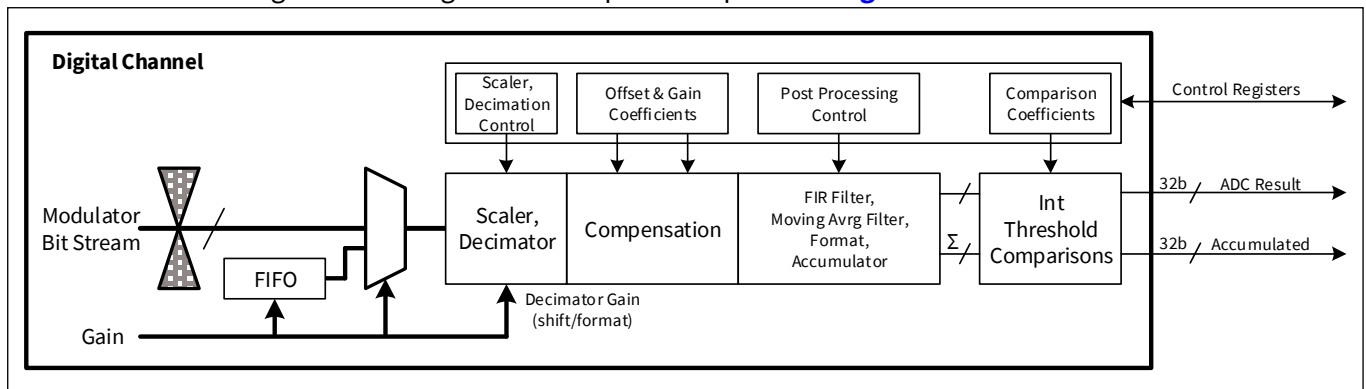 Digital Channel
Scaler,
Decimation
Control
Offset & Gain
Coefficients
Post Processing
Control
Comparison
Coefficients
Control Registers
Modulator
Bit Stream
FIFO
Gain
Scaler,
Decimator
Compensation
FIR Filter,
Moving Avrg Filter,
Format,
Accumulator
Σ
Int
Threshold
Comparisons
32b ADC Result
32b Accumulated
Decimator Gain
(shift/format)